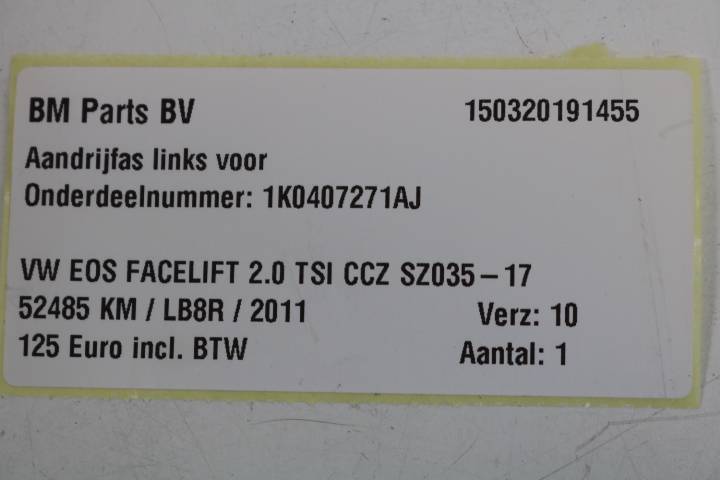 BM Parts BV 150320191455
Aandrijfas links voor
Onderdeelnummer: 1K0407271AJ
VW EOS FACELIFT 2.0 TSI CCZ SZ035-17
52485 KM / LB8R / 2011 Verz: 10
125 Euro incl. BTW Aantal: 1